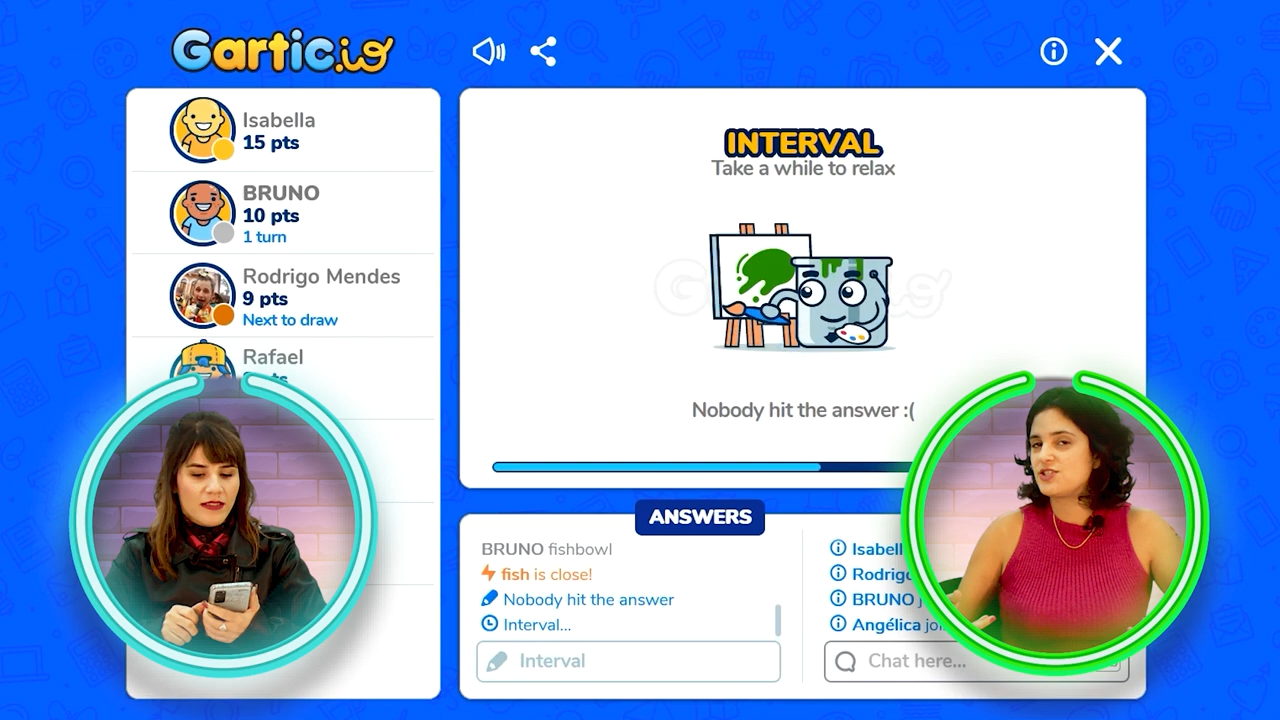 Gartic.io
Isabella
15 pts
BRUNO
10 pts
1 turn
Rodrigo Mendes
9 pts
Next to draw
Rafael
INTERVAL
Take a while to relax
Nobody hit the answer :(
ANSWERS
BRUNO fishbowl
fish is close!
Nobody hit the answer
Interval...
Interval
Isabell
Rodrigo
BRUNO j
Angélica joi
Chat here...